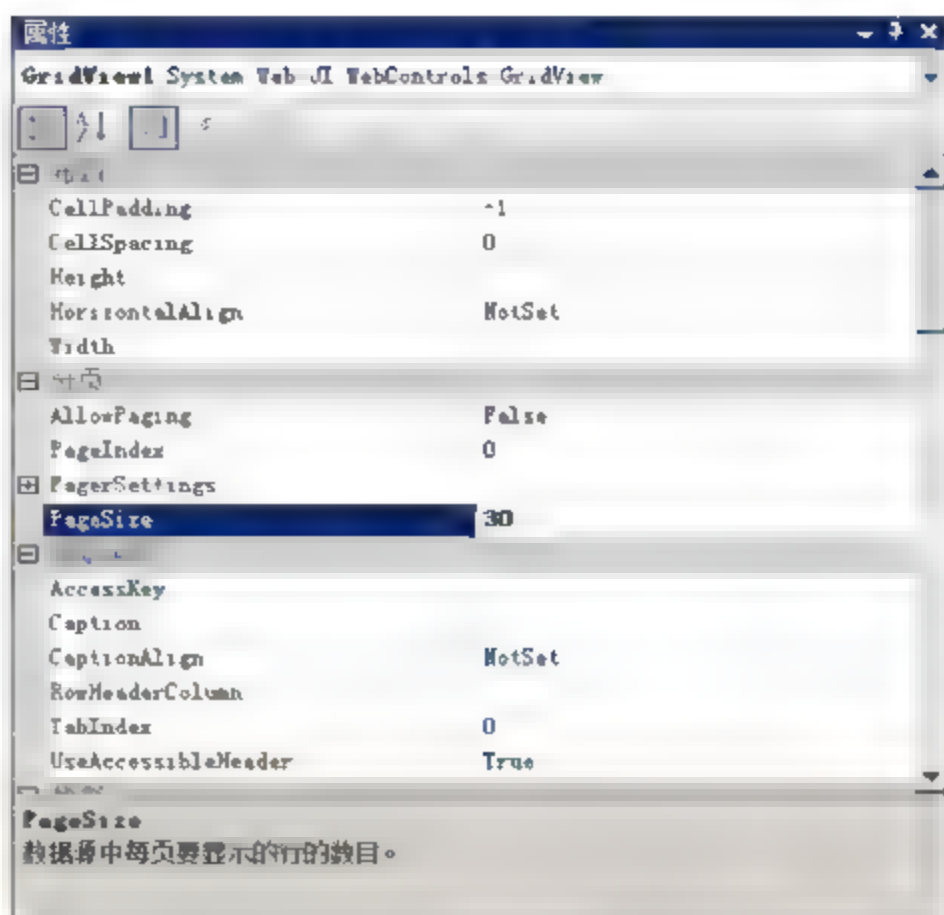 属性
GridView1 System.Web.UI.WebControls.GridView
CellPadding -1
CellSpacing 0
Height
HorizontalAlign NotSet
Width
分页
AllowPaging False
PageIndex 0
PagerSettings
PageSize 30
AccessKey
Caption
CaptionAlign NotSet
RowHeaderColumn
TabIndex 0
UseAccessibleHeader True
PageSize
数据源中每页要显示的行的数目。